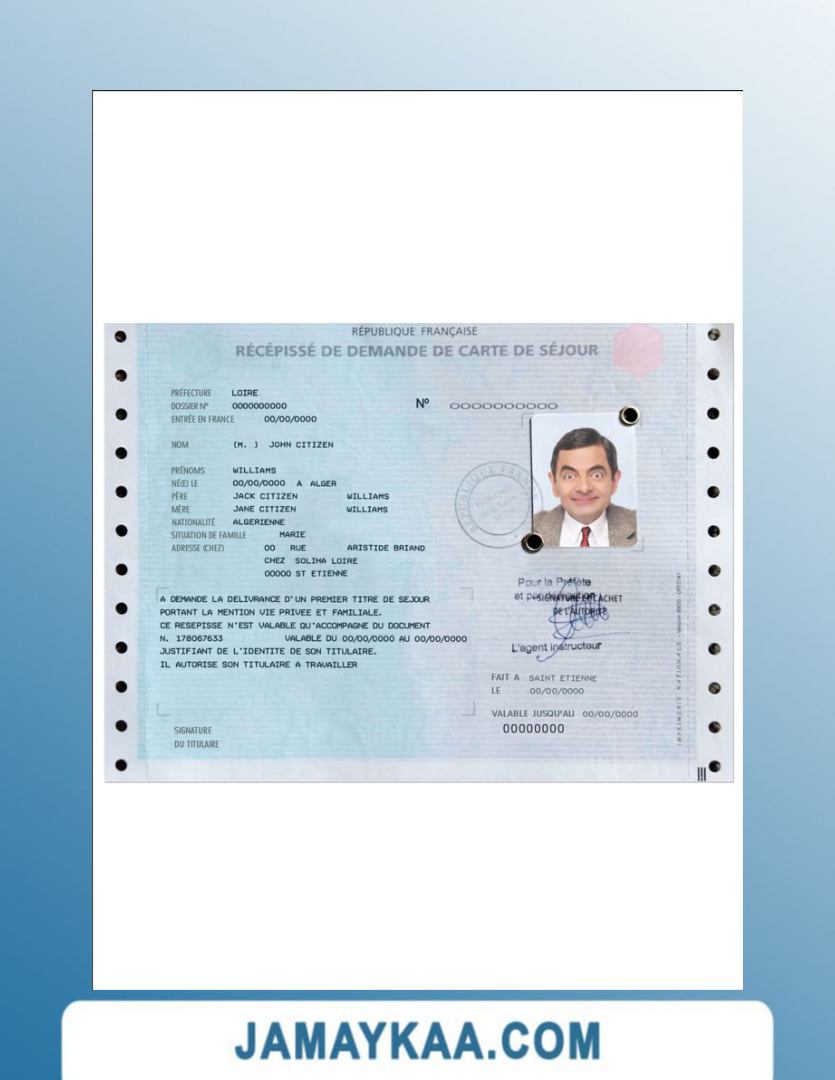 RÉPUBLIQUE FRANÇAISE
RÉCÉPISSÉ DE DEMANDE DE CARTE DE SÉJOUR
PRÉFECTURE LOIRE
DOSSIER N° 0000000000 N° 0000000000
ENTRÉE EN FRANCE 00/00/0000
NOM (M. ) JOHN CITIZEN
PRÉNOMS WILLIAMS
NÉ(E) LE 00/00/0000 A ALGER
PÈRE JACK CITIZEN WILLIAMS
MÈRE JANE CITIZEN WILLIAMS
NATIONALITÉ ALGERIENNE
SITUATION DE FAMILLE MARIE
ADRESSE (CHEZ) 00 RUE ARISTIDE BRIAND
CHEZ SOLIHA LOIRE
00000 ST ETIENNE
RÉPUBLIQUE
A DEMANDE LA DELIVRANCE D'UN PREMIER TITRE DE SEJOUR
PORTANT LA MENTION VIE PRIVEE ET FAMILIALE.
CE RESEPISSE N'EST VALABLE QU'ACCOMPAGNE DU DOCUMENT
N. 178067633 VALABLE DU 00/00/0000 AU 00/00/0000
JUSTIFIANT DE L'IDENTITE DE SON TITULAIRE.
IL AUTORISE SON TITULAIRE A TRAVAILLER
Pour la Préfète
et par délégation
SIGNATURE ET CACHET
DE L'AUTORITÉ
L'agent instructeur
FAIT A SAINT ETIENNE
LE 00/00/0000
VALABLE JUSQU'AU 00/00/0000
00000000
SIGNATURE
DU TITULAIRE
IMPRIMERIE NATIONALE
JAMAYKAA.COM